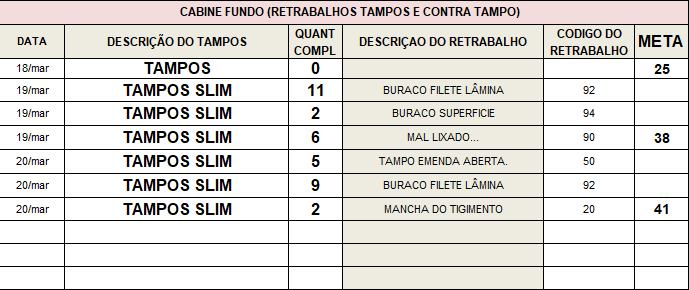 CABINE FUNDO (RETRABALHOS TAMPOS E CONTRA TAMPO)
DATA DESCRIÇÃO DO TAMPOS QUANT COMPL DESCRIÇAO DO RETRABALHO CODIGO DO RETRABALHO META
18/mar TAMPOS 0 25
19/mar TAMPOS SLIM 11 BURACO FILETE LÂMINA 92
19/mar TAMPOS SLIM 2 BURACO SUPERFICIE 94
19/mar TAMPOS SLIM 6 MAL LIXADO... 90 38
20/mar TAMPOS SLIM 5 TAMPO EMENDA ABERTA. 50
20/mar TAMPOS SLIM 9 BURACO FILETE LÂMINA 92
20/mar TAMPOS SLIM 2 MANCHA DO TIGIMENTO 20 41